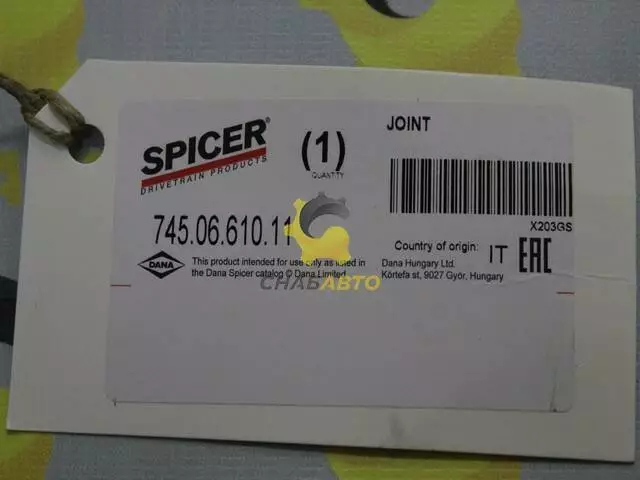 SPICER®
DRIVETRAIN PRODUCTS
(1)
QUANTITY
JOINT
X203GS
745.06.610.11
Country of origin: IT EAC
DANA
This product intended for use only as listed in
the Dana Spicer catalog © Dana Limited
Dana Hungary Ltd.
Körtefa st, 9027 Győr, Hungary
СНАБАВТО